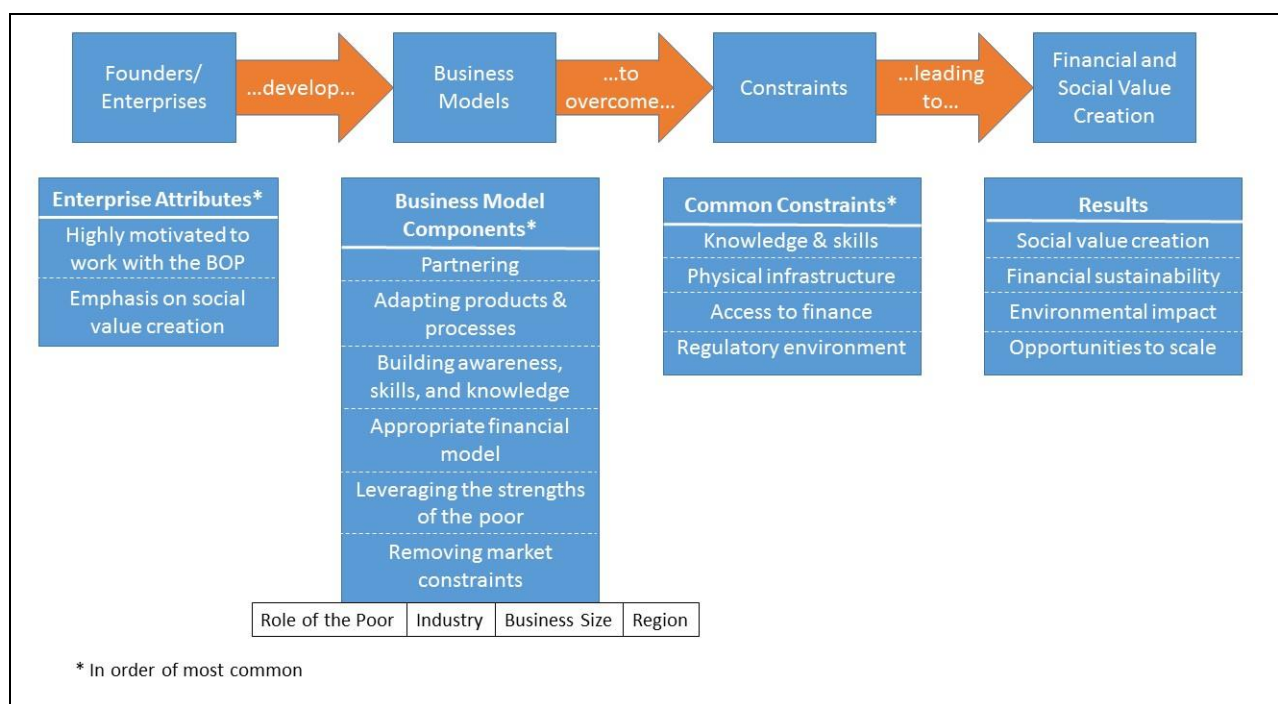 Founders/
Enterprises
...develop...
Business
Models
...to
overcome...
Constraints
...leading
to...
Financial and
Social Value
Creation
Enterprise Attributes*
Highly motivated to
work with the BOP
Emphasis on social
value creation
Business Model
Components*
Partnering
Adapting products &
processes
Building awareness,
skills, and knowledge
Appropriate financial
model
Leveraging the strengths
of the poor
Removing market
constraints
Common Constraints*
Knowledge & skills
Physical infrastructure
Access to finance
Regulatory environment
Results
Social value creation
Financial sustainability
Environmental impact
Opportunities to scale
Role of the Poor Industry Business Size Region
* In order of most common